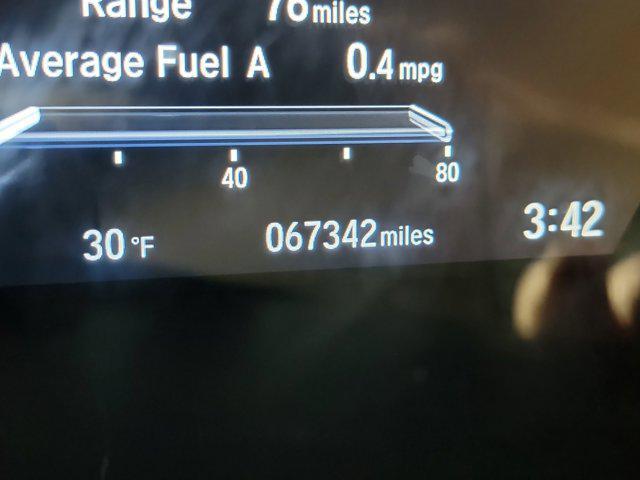 Range 76 miles
Average Fuel A 0.4 mpg
40 80
30 °F 067342 miles 3:42